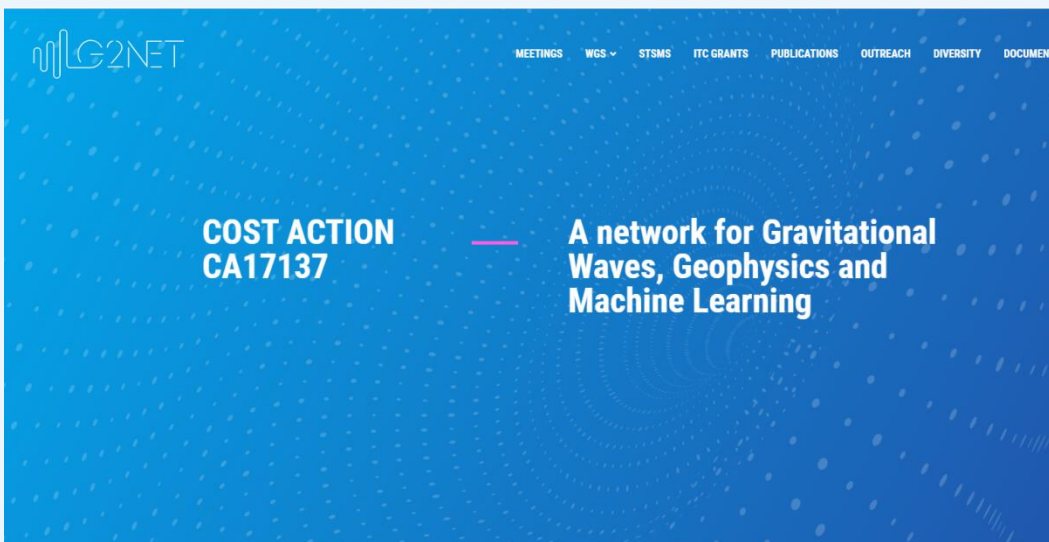 G2NET
MEETINGS WGS STSMS ITC GRANTS PUBLICATIONS OUTREACH DIVERSITY DOCUMEN
COST ACTION
CA17137
A network for Gravitational
Waves, Geophysics and
Machine Learning